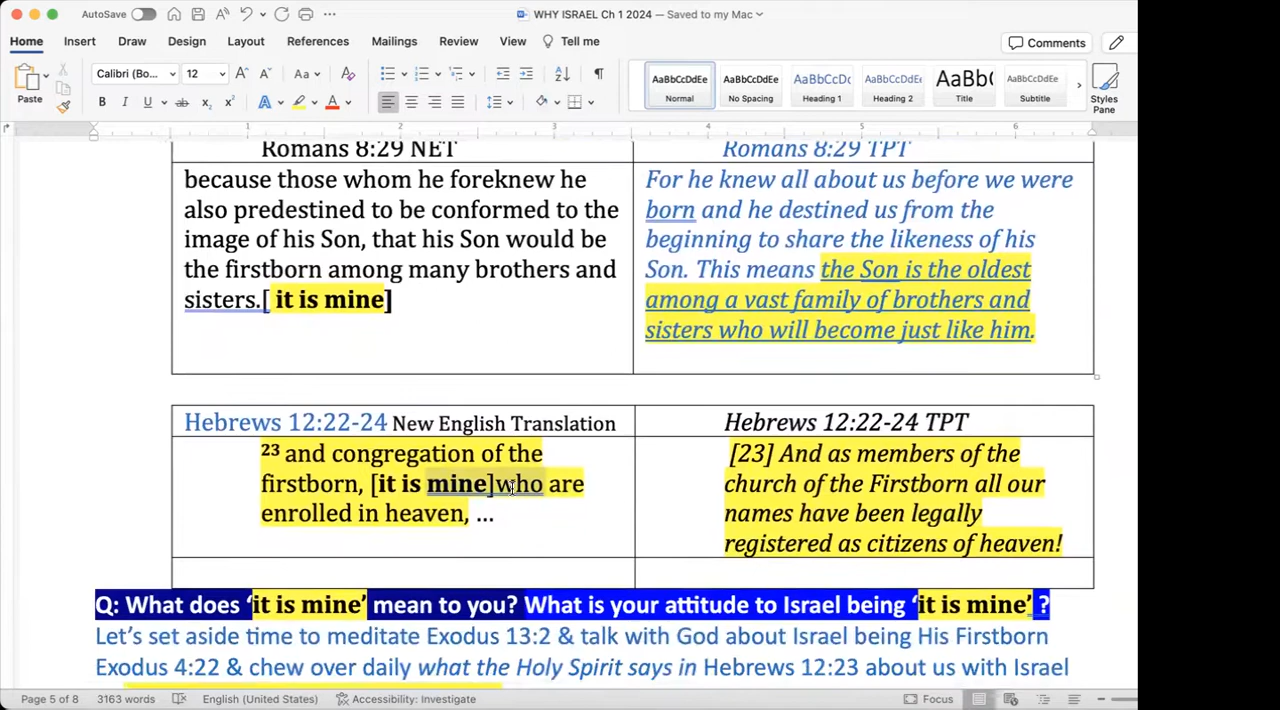 AutoSave
WHY ISRAEL Ch 1 2024 — Saved to my Mac
Home Insert Draw Design Layout References Mailings Review View Tell me
Comments
Paste
Calibri (Bo... 12
AaBbCcDdEe AaBbCcDdEe AaBbCcDc AaBbCcDdEe AaBb( AaBbCcDdEe
Normal No Spacing Heading 1 Heading 2 Title Subtitle
Styles
Pane
1 2 3 4 5 6
Romans 8:29 NET
because those whom he foreknew he
also predestined to be conformed to the
image of his Son, that his Son would be
the firstborn among many brothers and
sisters.[ it is mine]
Romans 8:29 TPT
For he knew all about us before we were
born and he destined us from the
beginning to share the likeness of his
Son. This means the Son is the oldest
among a vast family of brothers and
sisters who will become just like him.
Hebrews 12:22-24 New English Translation
23 and congregation of the
firstborn, [it is mine]who are
enrolled in heaven, ...
Hebrews 12:22-24 TPT
[23] And as members of the
church of the Firstborn all our
names have been legally
registered as citizens of heaven!
Q: What does ‘it is mine’ mean to you? What is your attitude to Israel being ‘it is mine’ ?
Let’s set aside time to meditate Exodus 13:2 & talk with God about Israel being His Firstborn
Exodus 4:22 & chew over daily what the Holy Spirit says in Hebrews 12:23 about us with Israel
Page 5 of 8 3163 words English (United States) Accessibility: Investigate Focus